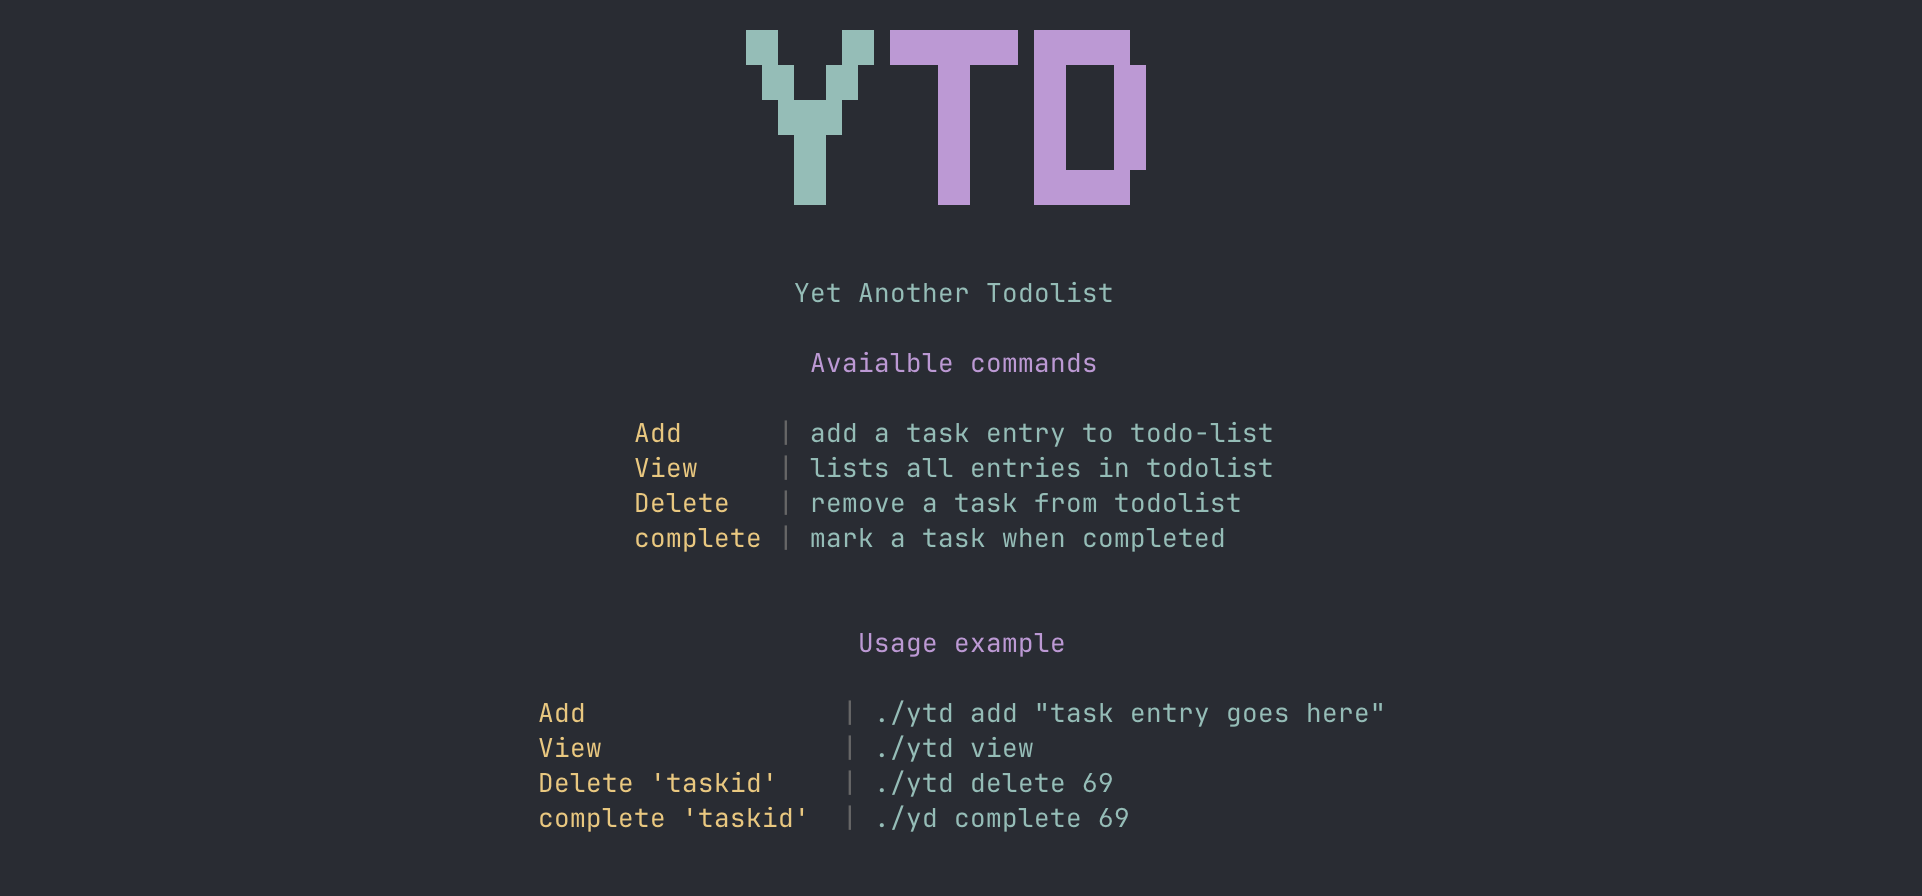 YTD
Yet Another Todolist
Avaialble commands
Add | add a task entry to todo-list
View | lists all entries in todolist
Delete | remove a task from todolist
complete | mark a task when completed
Usage example
Add | ./ytd add "task entry goes here"
View | ./ytd view
Delete 'taskid' | ./ytd delete 69
complete 'taskid' | ./yd complete 69